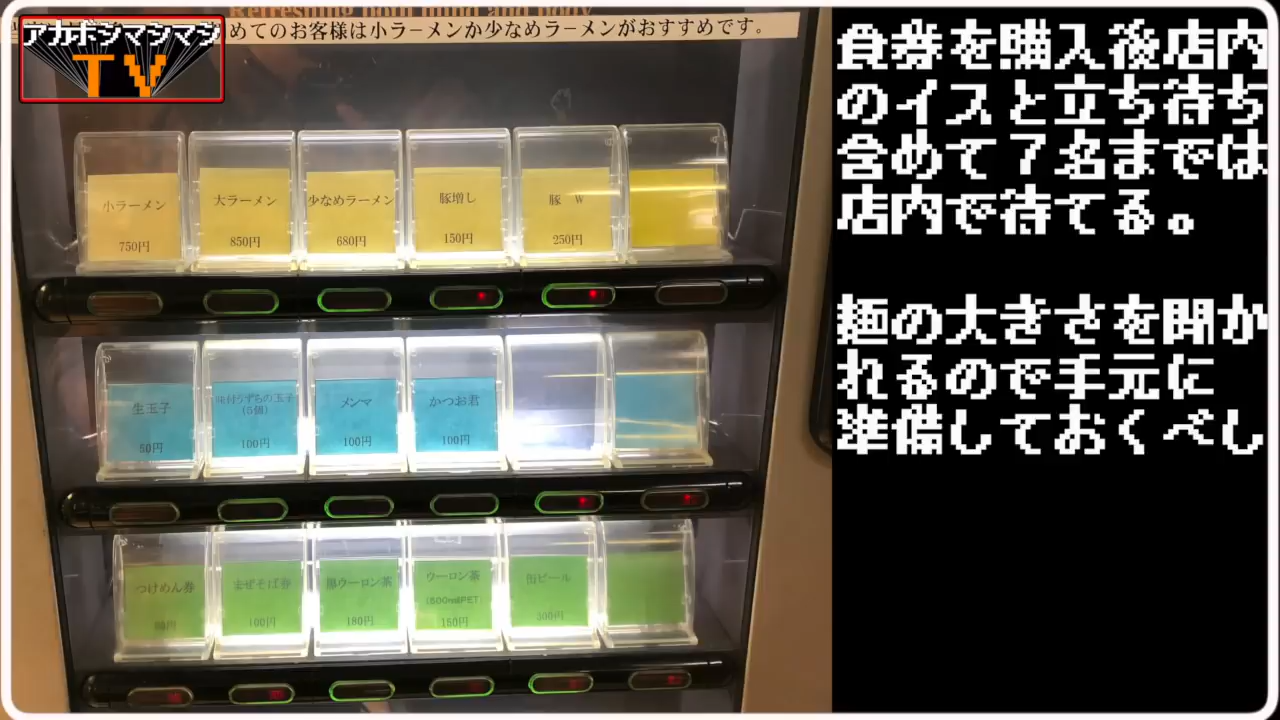 Refreshing both mind and body
めてのお客様は小ラーメンか少なめラーメンがおすすめです。
アカボシマシマシ
TV
小ラーメン
750円
大ラーメン
850円
少なめラーメン
680円
豚増し
150円
豚 W
250円
生玉子
50円
味付うずらの玉子
(5個)
100円
メンマ
100円
かつお君
100円
つけめん券
まぜそば券
100円
黒ウーロン茶
180円
ウーロン茶
(500mlPET)
150円
缶ビール
300円
食券を購入後店内
のイスと立ち待ち
含めて7名までは
店内で待てる。
麺の大きさを聞か
れるので手元に
準備しておくべし